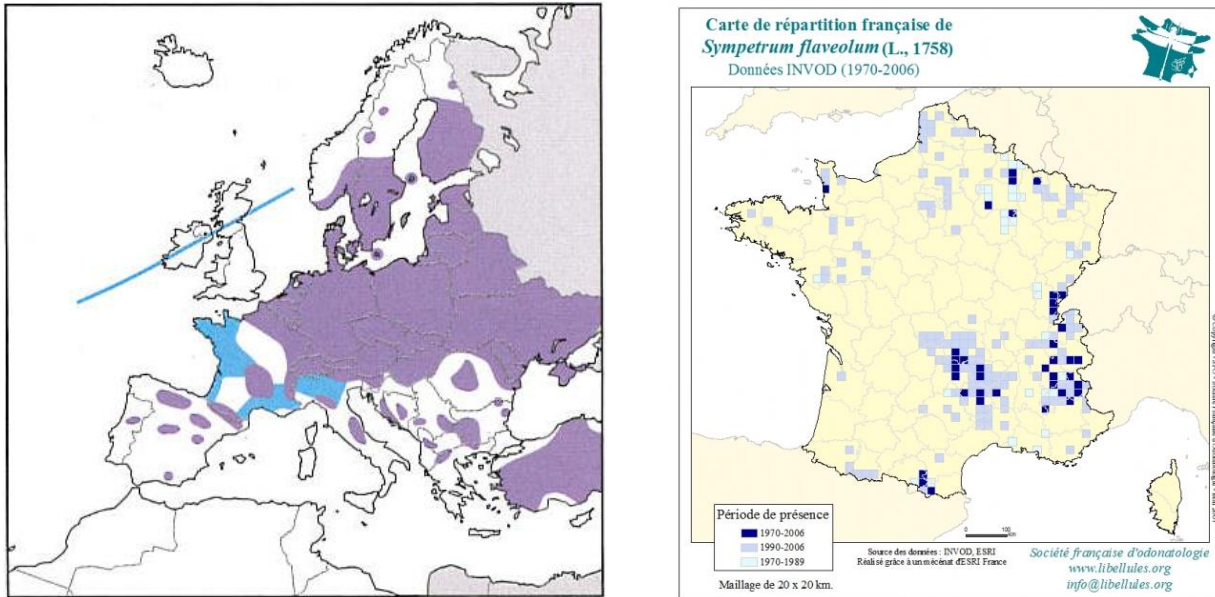 Carte de répartition française de
Sympetrum flaveolum (L., 1758)
Données INVOD (1970-2006)
Période de présence
1970-2006
1990-2006
1970-1989
Maillage de 20 x 20 km.
0 100
Source des données : INVOD, ESRI
Réalisé grâce à un mécénat d'ESRI France
Société française d'odonatologie
www.libellules.org
info@libellules.org